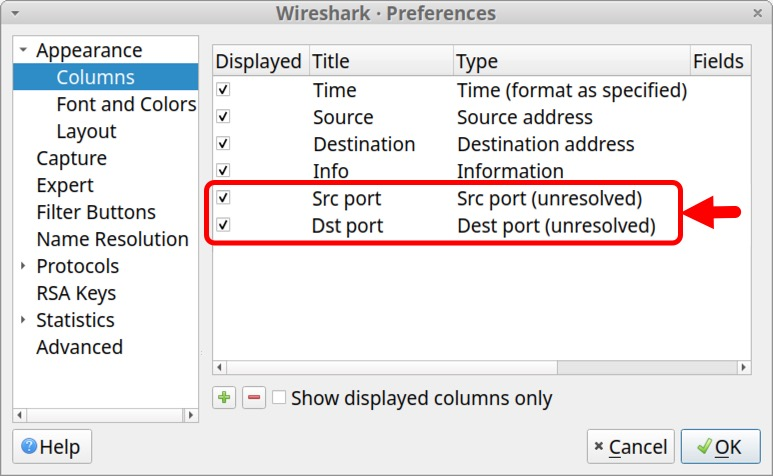 Wireshark · Preferences
Appearance
Columns
Font and Colors
Layout
Capture
Expert
Filter Buttons
Name Resolution
Protocols
RSA Keys
Statistics
Advanced
Displayed Title Type Fields
Time Time (format as specified)
Source Source address
Destination Destination address
Info Information
Src port Src port (unresolved)
Dst port Dest port (unresolved)
Show displayed columns only
Help Cancel OK